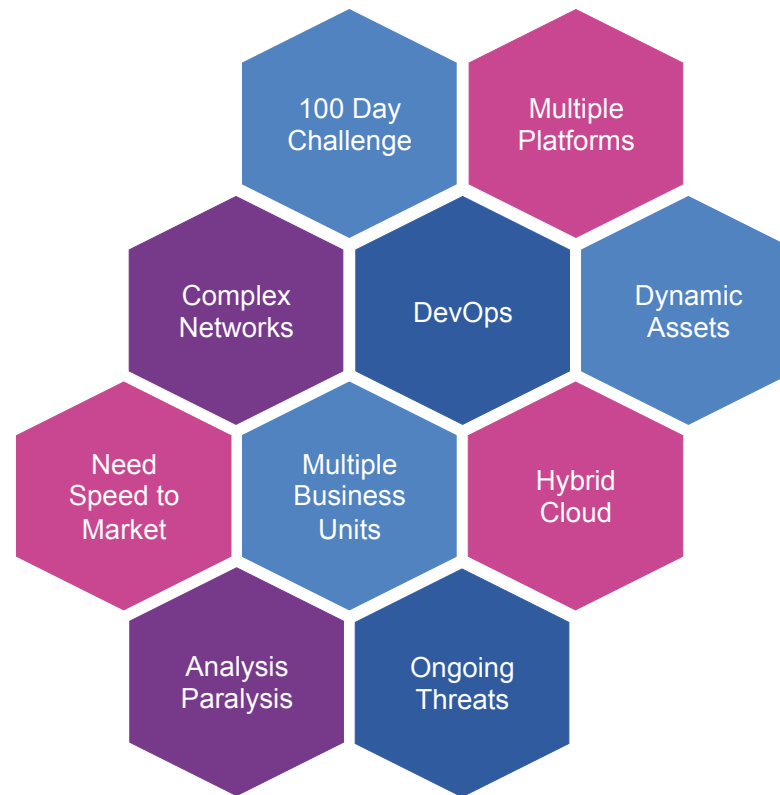 100 Day
Challenge
Multiple
Platforms
Complex
Networks
DevOps
Dynamic
Assets
Need
Speed to
Market
Multiple
Business
Units
Hybrid
Cloud
Analysis
Paralysis
Ongoing
Threats